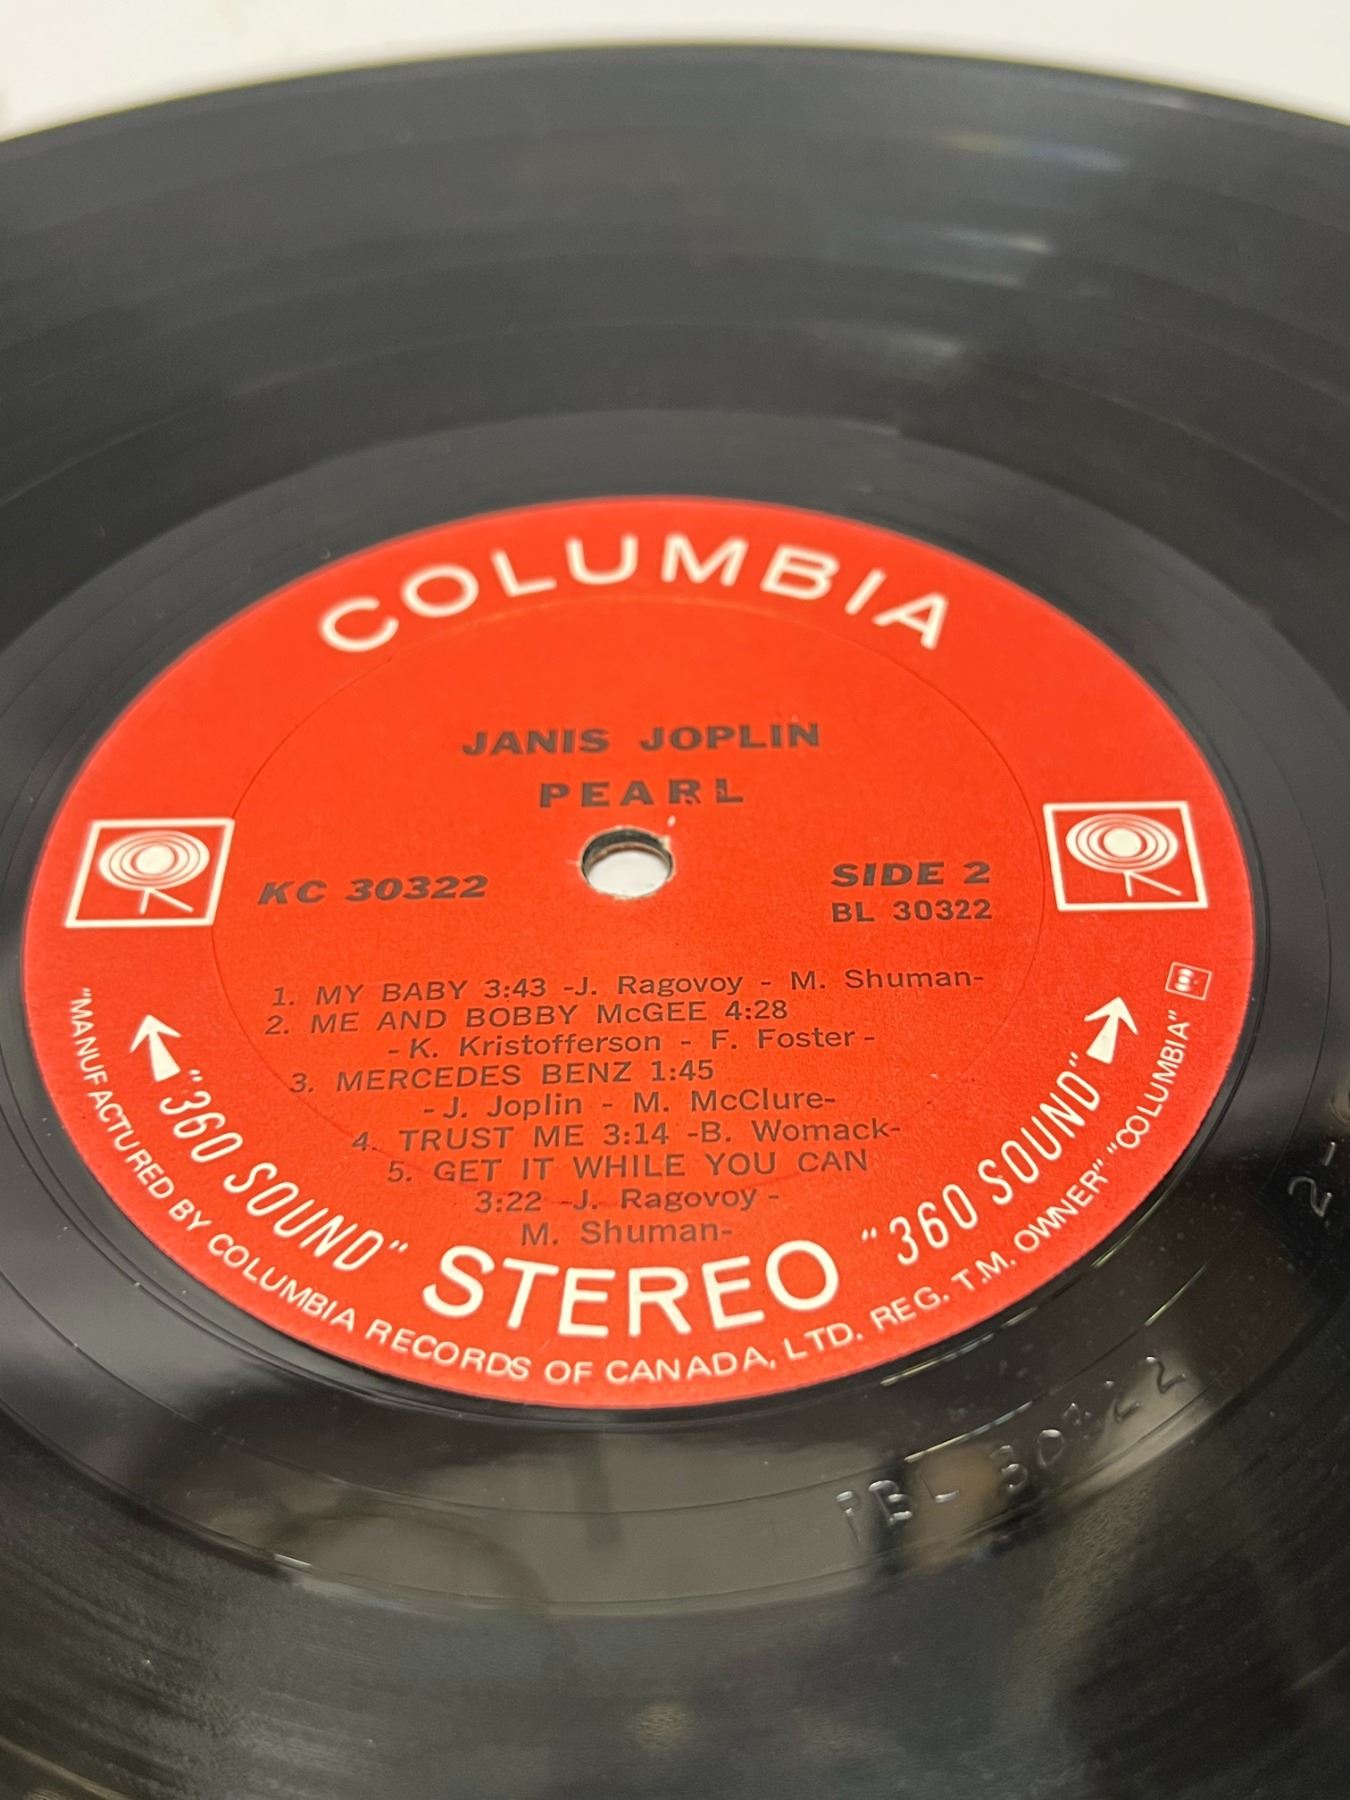 COLUMBIA
JANIS JOPLIN
PEARL
KC 30322
SIDE 2
BL 30322
1. MY BABY 3:43 -J. Ragovoy - M. Shuman-
2. ME AND BOBBY McGEE 4:28
- K. Kristofferson - F. Foster -
3. MERCEDES BENZ 1:45
- J. Joplin - M. McClure-
4. TRUST ME 3:14 -B. Womack-
5. GET IT WHILE YOU CAN
3:22 -J. Ragovoy -
M. Shuman-
"360 SOUND" STEREO "360 SOUND"
"MANUFACTURED BY COLUMBIA RECORDS OF CANADA, LTD. REG. T.M. OWNER" "COLUMBIA"
PBL 30322
2-